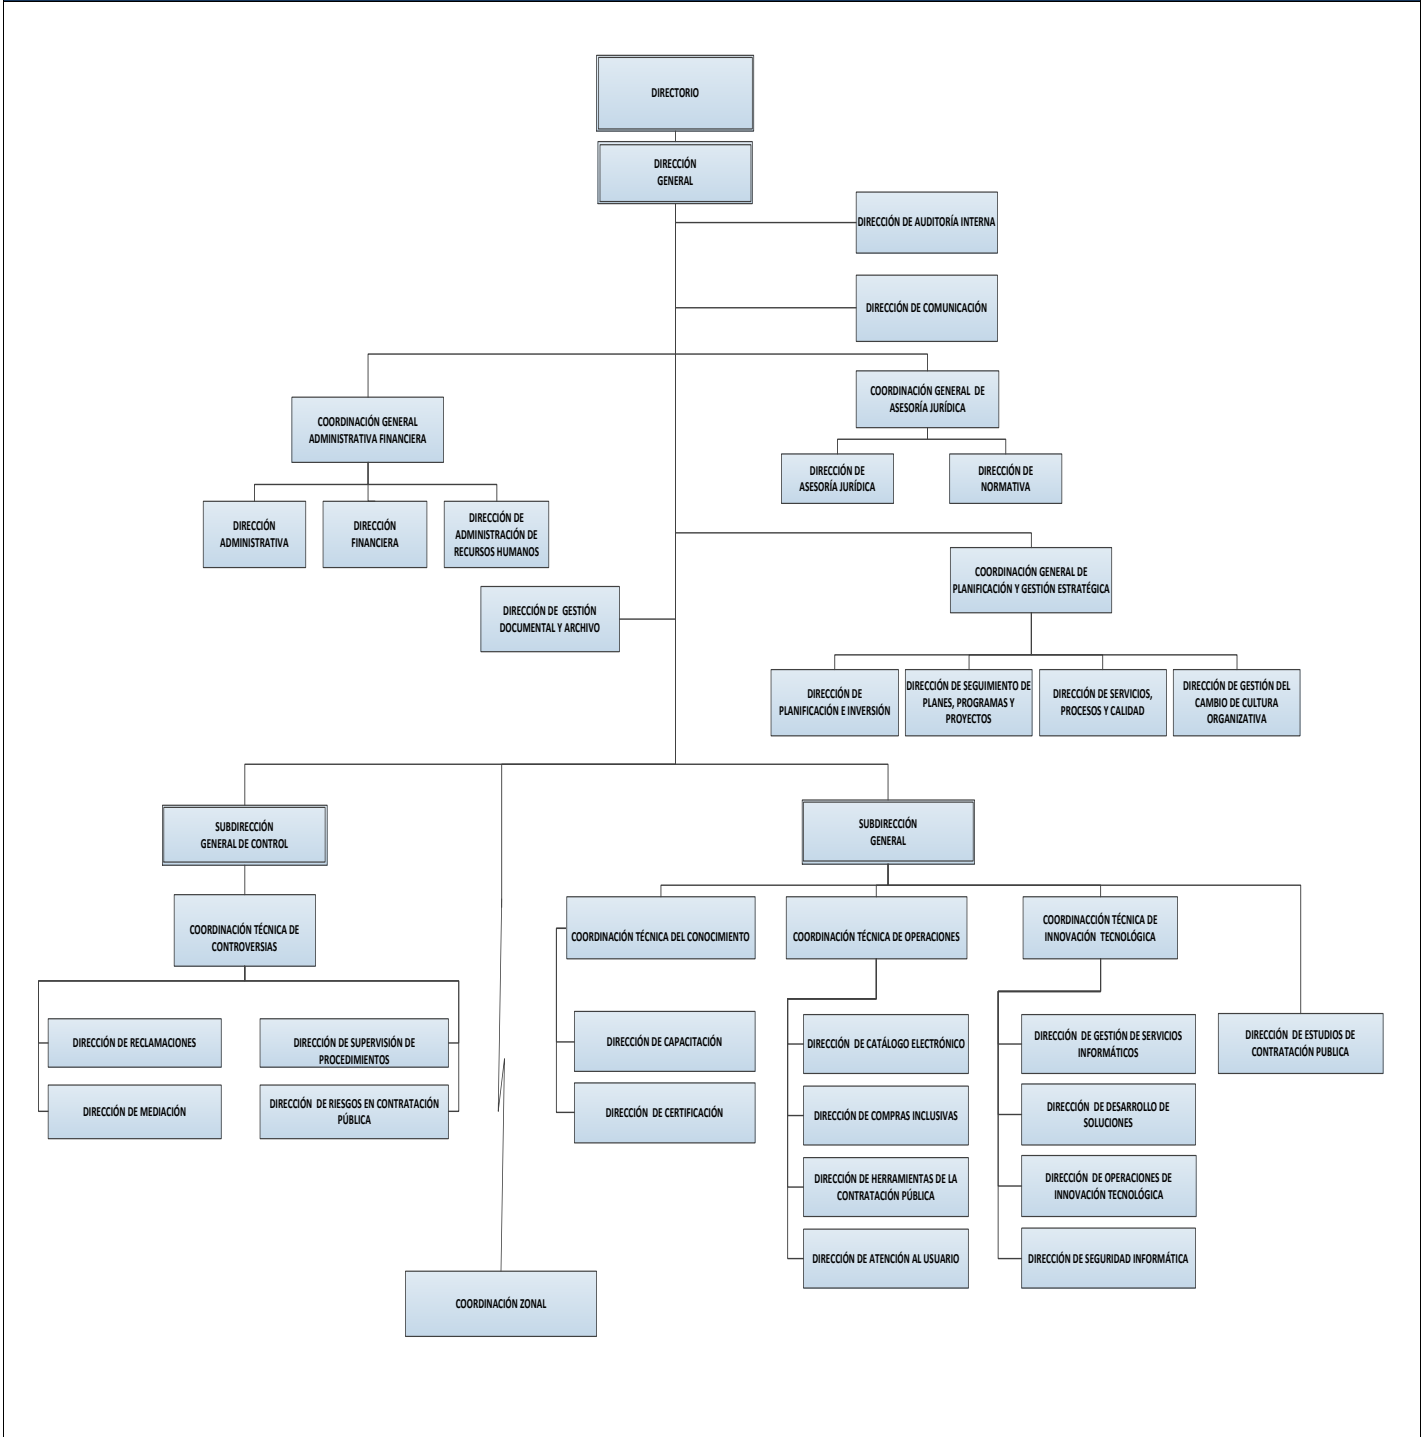 DIRECTORIO
DIRECCIÓN
GENERAL
DIRECCIÓN DE AUDITORÍA INTERNA
DIRECCIÓN DE COMUNICACIÓN
COORDINACIÓN GENERAL DE
ASESORÍA JURÍDICA
COORDINACIÓN GENERAL
ADMINISTRATIVA FINANCIERA
DIRECCIÓN DE
ASESORÍA JURÍDICA
DIRECCIÓN DE
NORMATIVA
DIRECCIÓN
ADMINISTRATIVA
DIRECCIÓN
FINANCIERA
DIRECCIÓN DE
ADMINISTRACIÓN DE
RECURSOS HUMANOS
COORDINACIÓN GENERAL DE
PLANIFICACIÓN Y GESTIÓN ESTRATÉGICA
DIRECCIÓN DE GESTIÓN
DOCUMENTAL Y ARCHIVO
DIRECCIÓN DE
PLANIFICACIÓN E INVERSIÓN
DIRECCIÓN DE SEGUIMIENTO DE
PLANES, PROGRAMAS Y
PROYECTOS
DIRECCIÓN DE SERVICIOS,
PROCESOS Y CALIDAD
DIRECCIÓN DE GESTIÓN DEL
CAMBIO DE CULTURA
ORGANIZATIVA
SUBDIRECCIÓN
GENERAL DE CONTROL
SUBDIRECCIÓN
GENERAL
COORDINACIÓN TÉCNICA DE
CONTROVERSIAS
COORDINACIÓN TÉCNICA DEL CONOCIMIENTO
COORDINACIÓN TÉCNICA DE OPERACIONES
COORDINACCIÓN TÉCNICA DE
INNOVACIÓN TECNOLÓGICA
DIRECCIÓN DE RECLAMACIONES
DIRECCIÓN DE SUPERVISIÓN DE
PROCEDIMIENTOS
DIRECCIÓN DE MEDIACIÓN
DIRECCIÓN DE RIESGOS EN CONTRATACIÓN
PÚBLICA
DIRECCIÓN DE CAPACITACIÓN
DIRECCIÓN DE CERTIFICACIÓN
DIRECCIÓN DE CATÁLOGO ELECTRÓNICO
DIRECCIÓN DE COMPRAS INCLUSIVAS
DIRECCIÓN DE HERRAMIENTAS DE LA
CONTRATACIÓN PÚBLICA
DIRECCIÓN DE ATENCIÓN AL USUARIO
DIRECCIÓN DE GESTIÓN DE SERVICIOS
INFORMÁTICOS
DIRECCIÓN DE DESARROLLO DE
SOLUCIONES
DIRECCIÓN DE OPERACIONES DE
INNOVACIÓN TECNOLÓGICA
DIRECCIÓN DE SEGURIDAD INFORMÁTICA
DIRECCIÓN DE ESTUDIOS DE
CONTRATACIÓN PUBLICA
COORDINACIÓN ZONAL